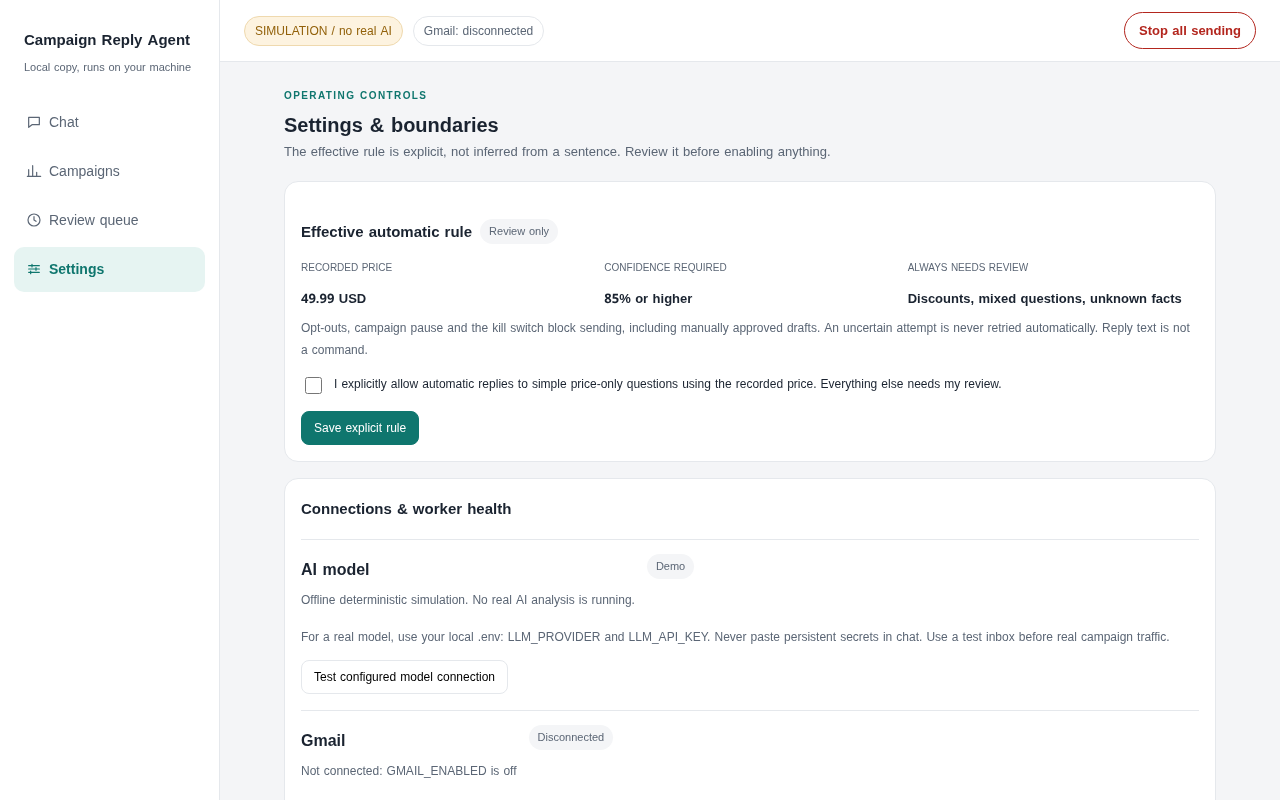 Campaign Reply Agent
Local copy, runs on your machine
Chat
Campaigns
Review queue
Settings
SIMULATION / no real AI
Gmail: disconnected
Stop all sending
OPERATING CONTROLS
Settings & boundaries
The effective rule is explicit, not inferred from a sentence. Review it before enabling anything.
Effective automatic rule
Review only
RECORDED PRICE
CONFIDENCE REQUIRED
ALWAYS NEEDS REVIEW
49.99 USD
85% or higher
Discounts, mixed questions, unknown facts
Opt-outs, campaign pause and the kill switch block sending, including manually approved drafts. An uncertain attempt is never retried automatically. Reply text is not
a command.
I explicitly allow automatic replies to simple price-only questions using the recorded price. Everything else needs my review.
Save explicit rule
Connections & worker health
AI model
Demo
Offline deterministic simulation. No real AI analysis is running.
For a real model, use your local .env: LLM_PROVIDER and LLM_API_KEY. Never paste persistent secrets in chat. Use a test inbox before real campaign traffic.
Test configured model connection
Gmail
Disconnected
Not connected: GMAIL_ENABLED is off